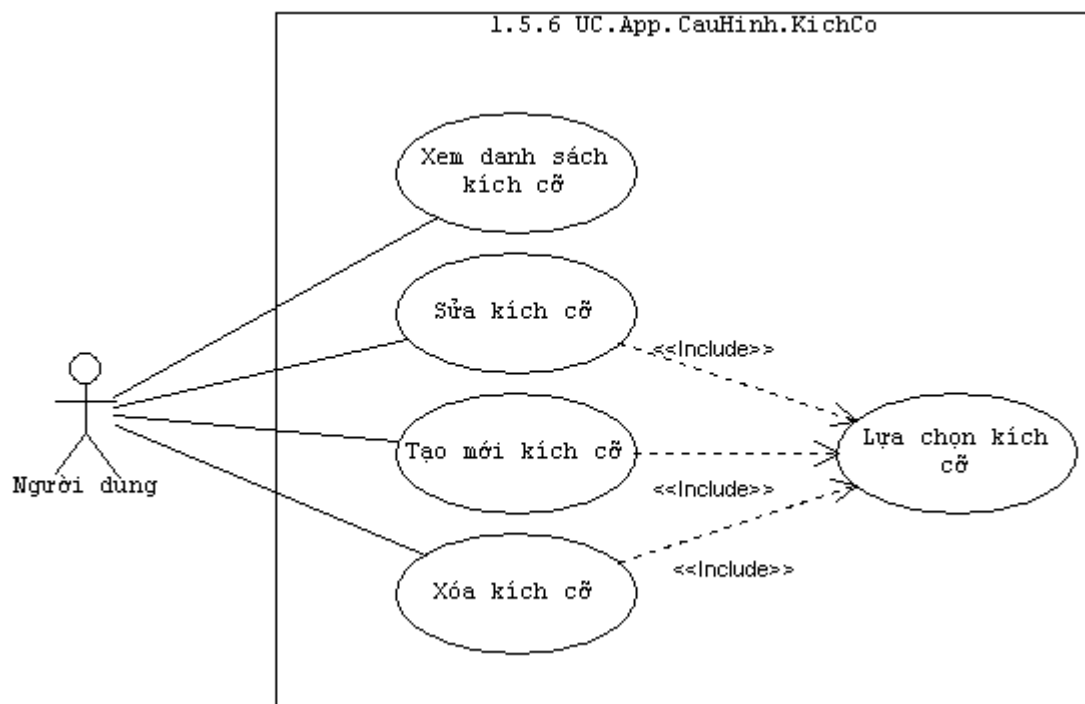 1.5.6 UC.App.CauHinh.KichCo
Xem danh sách
kích cỡ
Sửa kích cỡ
<<Include>>
Tạo mới kích cỡ
Lựa chọn kích
cỡ
Người dùng
<<Include>>
<<Include>>
Xóa kích cỡ